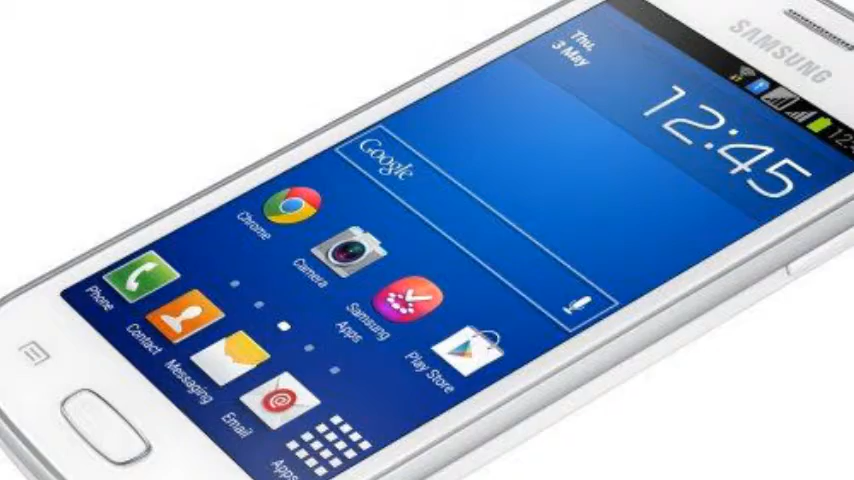 SAMSUNG
Thu,
3 May
12:45
Google
Chrome
Camera
Samsung
Apps
Play Store
Phone
Contact
Messaging
Email
Apps